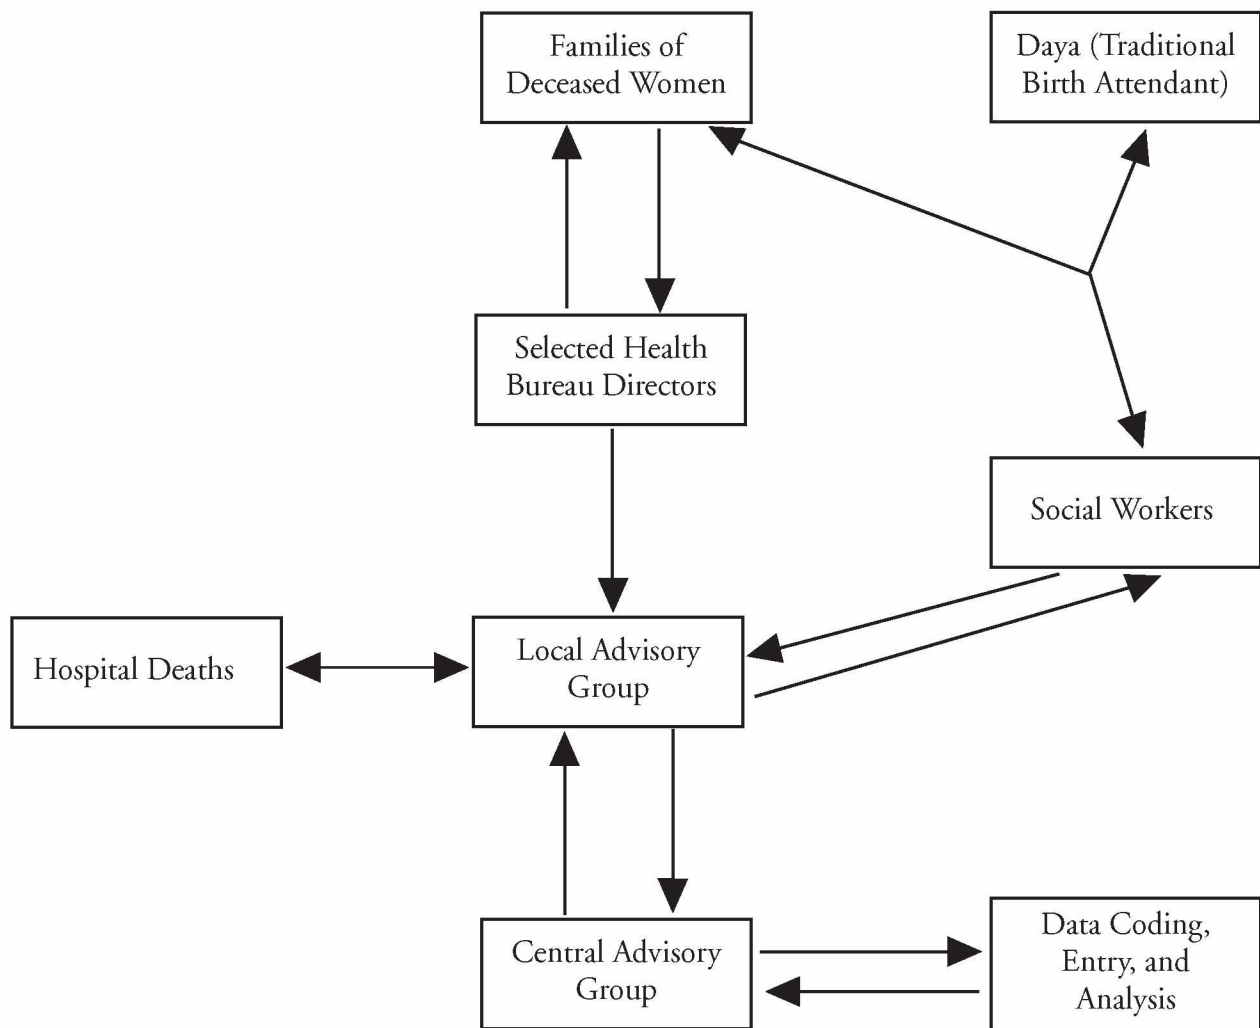 Families of
Deceased Women
Daya (Traditional
Birth Attendant)
Selected Health
Bureau Directors
Social Workers
Hospital Deaths
Local Advisory
Group
Central Advisory
Group
Data Coding,
Entry, and
Analysis